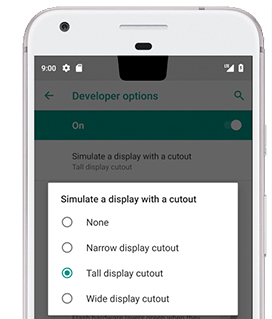 9:00 US
Developer options
On
Simulate a display with a cutout
Tall display cutout
Simulate a display with a cutout
None
Narrow display cutout
Tall display cutout
Wide display cutout